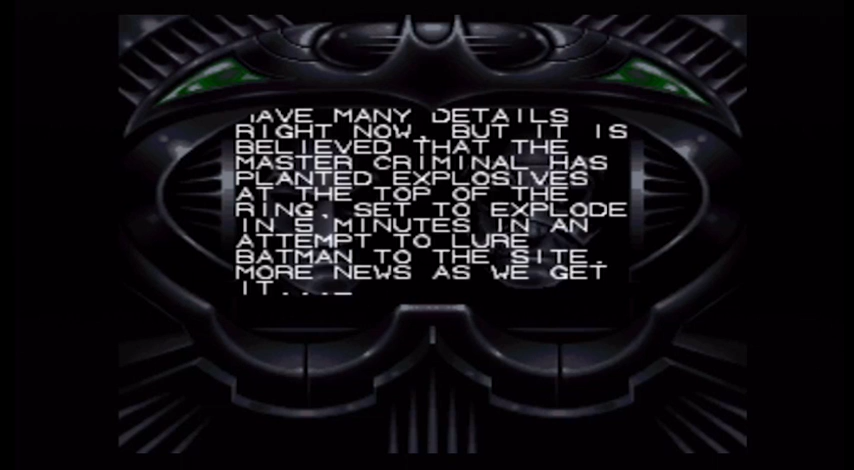 HAVE MANY DETAILS
RIGHT NOW, BUT IT IS
BELIEVED THAT THE
MASTER CRIMINAL HAS
PLANTED EXPLOSIVES
AT THE TOP OF THE
RING, SET TO EXPLODE
IN 5 MINUTES IN AN
ATTEMPT TO LURE
BATMAN TO THE SITE.
MORE NEWS AS WE GET
IT...._